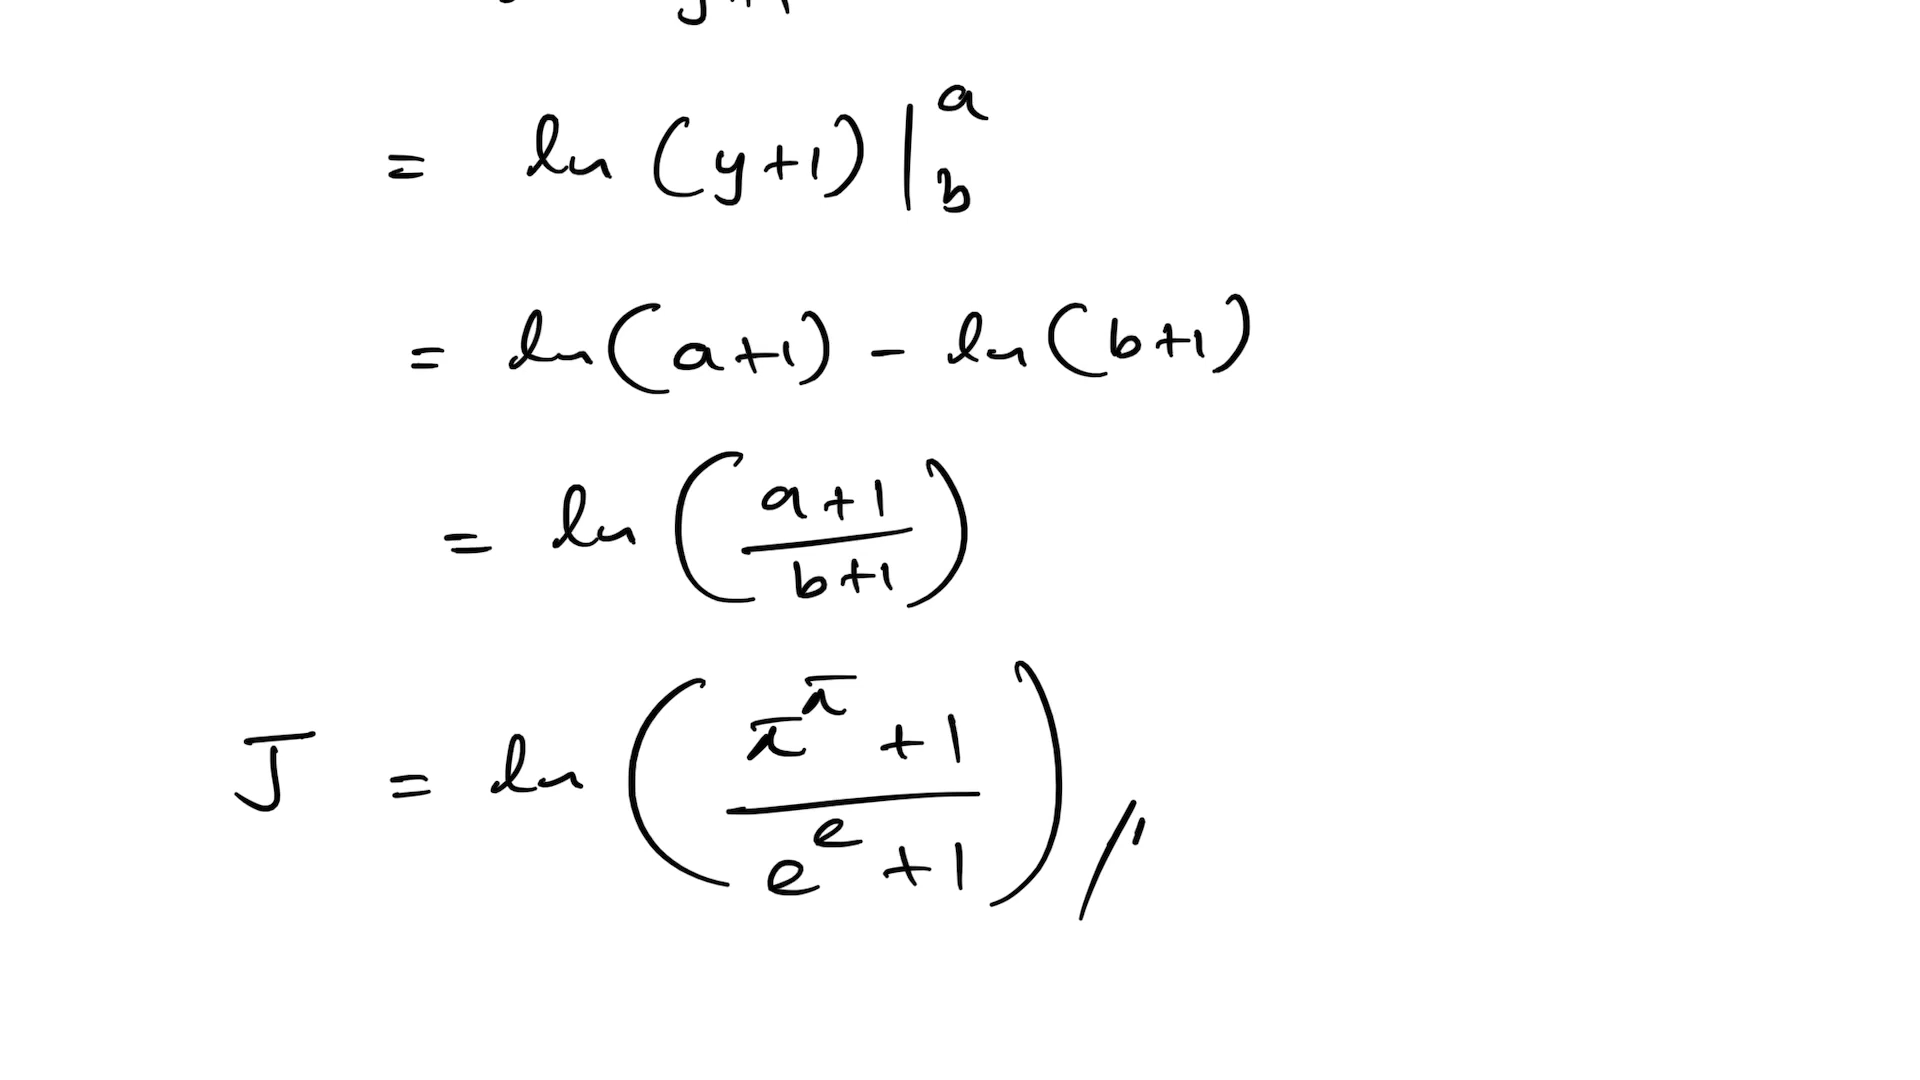 = ln (y+1) |_b^a
= ln(a+1) - ln(b+1)
= ln ( (a+1) / (b+1) )
J = ln ( (π^π + 1) / (e^e + 1) ) //